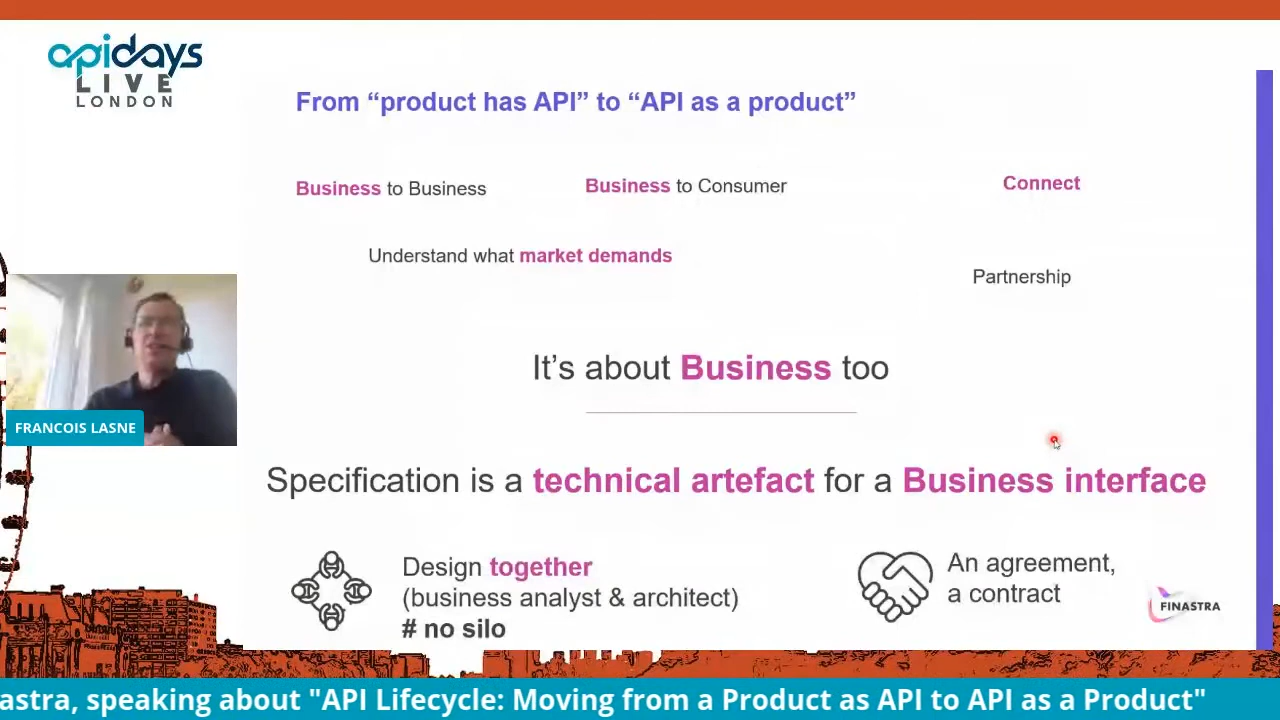 apidays
LIVE
LONDON
From “product has API” to “API as a product”
Business to Business
Business to Consumer
Connect
Understand what market demands
Partnership
It’s about Business too
Specification is a technical artefact for a Business interface
Design together
(business analyst & architect)
# no silo
An agreement,
a contract
FINASTRA
FRANCOIS LASNE
astra, speaking about "API Lifecycle: Moving from a Product as API to API as a Product"